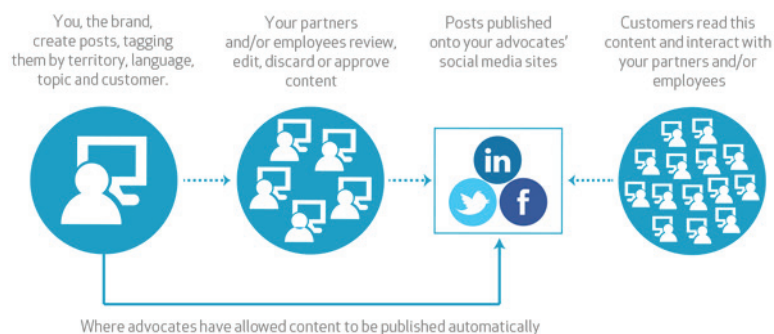 You, the brand,
create posts, tagging
them by territory, language,
topic and customer.
Your partners
and/or employees review,
edit, discard or approve
content
Posts published
onto your advocates'
social media sites
Customers read this
content and interact with
your partners and/or
employees
in
f
Where advocates have allowed content to be published automatically